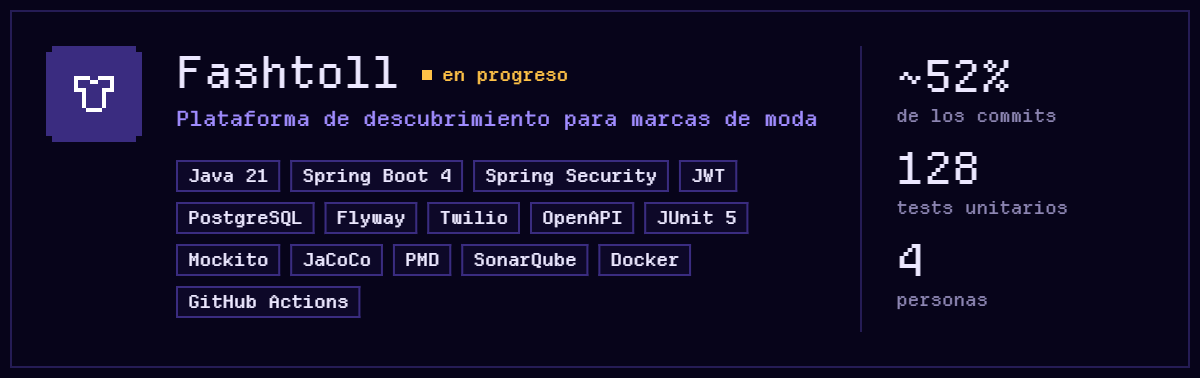 Fashtoll en progreso
Plataforma de descubrimiento para marcas de moda
Java 21 Spring Boot 4 Spring Security JWT
PostgreSQL Flyway Twilio OpenAPI JUnit 5
Mockito JaCoCo PMD SonarQube Docker
GitHub Actions
~52%
de los commits
128
tests unitarios
4
personas